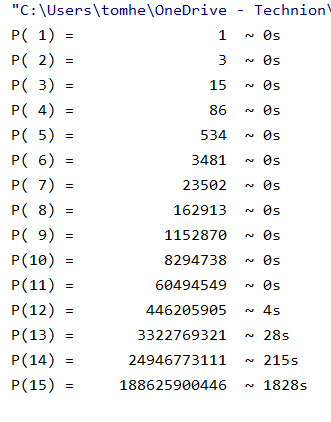 "C:\Users\tomhe\OneDrive - Technion\
P( 1) = 1 ~ 0s
P( 2) = 3 ~ 0s
P( 3) = 15 ~ 0s
P( 4) = 86 ~ 0s
P( 5) = 534 ~ 0s
P( 6) = 3481 ~ 0s
P( 7) = 23502 ~ 0s
P( 8) = 162913 ~ 0s
P( 9) = 1152870 ~ 0s
P(10) = 8294738 ~ 0s
P(11) = 60494549 ~ 0s
P(12) = 446205905 ~ 4s
P(13) = 3322769321 ~ 28s
P(14) = 24946773111 ~ 215s
P(15) = 188625900446 ~ 1828s